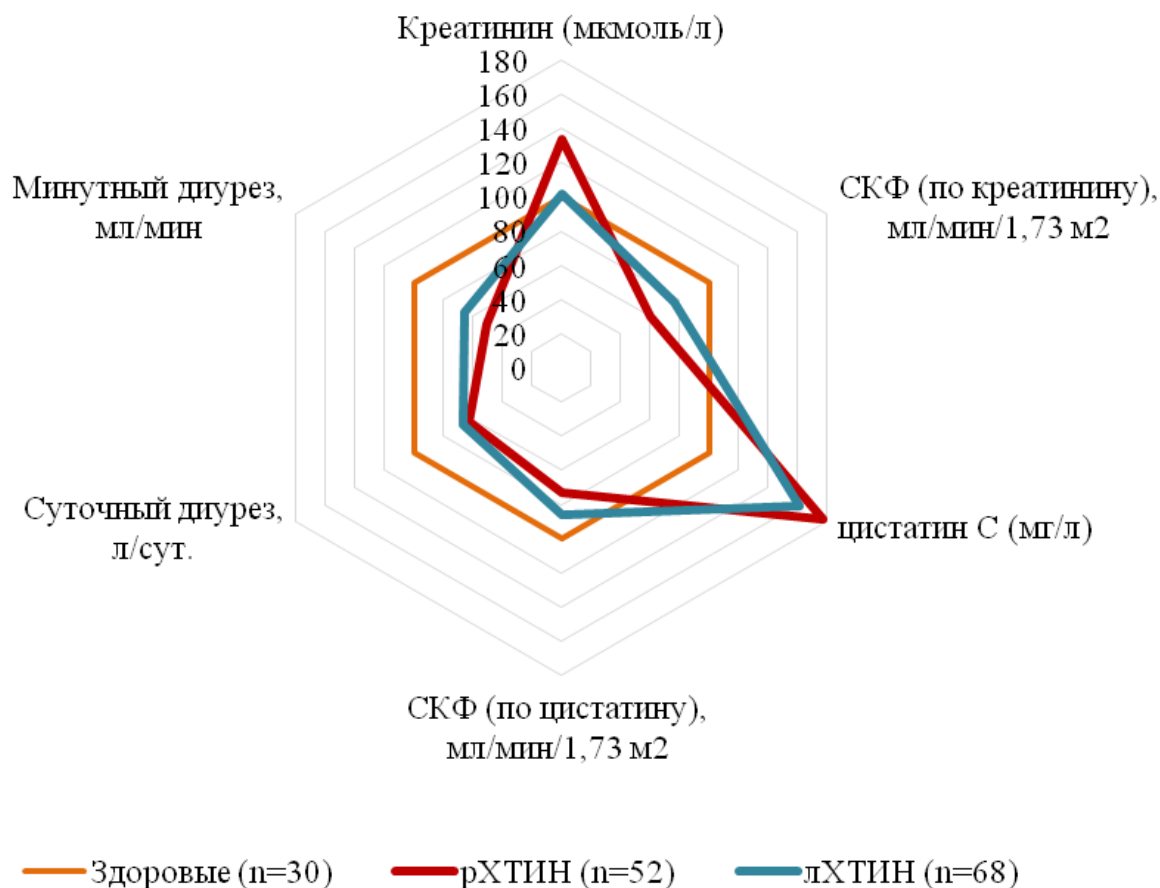 Креатинин (мкмоль/л)
180
160
140
120
100
80
60
40
20
0
Минутный диурез,
мл/мин
СКФ (по креатинину),
мл/мин/1,73 м2
Суточный диурез,
л/сут.
цистатин С (мг/л)
СКФ (по цистатину),
мл/мин/1,73 м2
Здоровые (n=30) рХТИН (n=52) лХТИН (n=68)